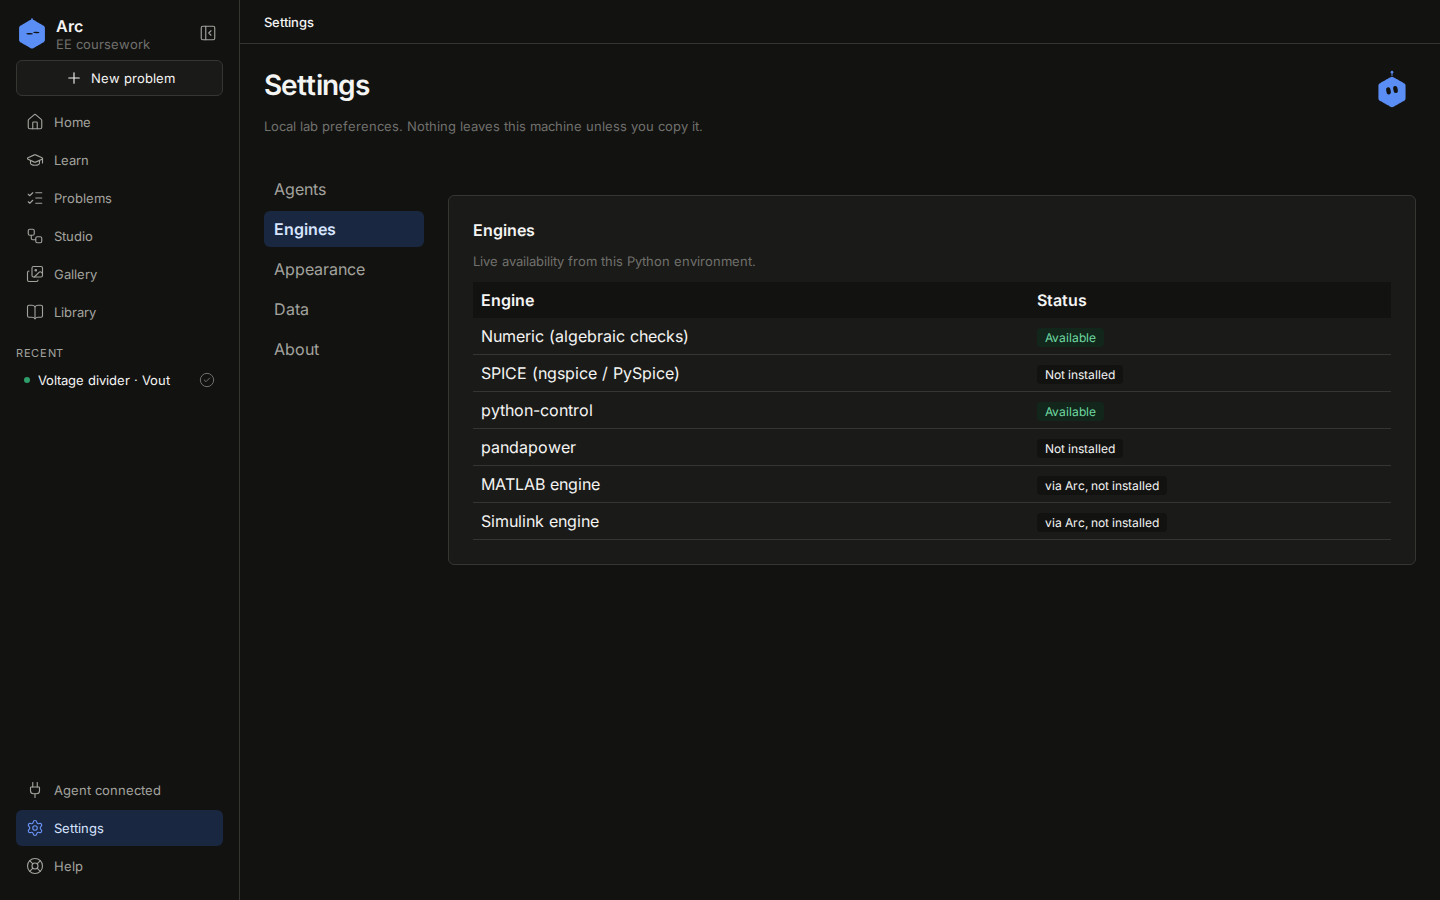 Arc
EE coursework
New problem
Home
Learn
Problems
Studio
Gallery
Library
RECENT
Voltage divider · Vout
Agent connected
Settings
Help
Settings
Settings
Local lab preferences. Nothing leaves this machine unless you copy it.
Agents
Engines
Appearance
Data
About
Engines
Live availability from this Python environment.
Engine Status
Numeric (algebraic checks) Available
SPICE (ngspice / PySpice) Not installed
python-control Available
pandapower Not installed
MATLAB engine via Arc, not installed
Simulink engine via Arc, not installed